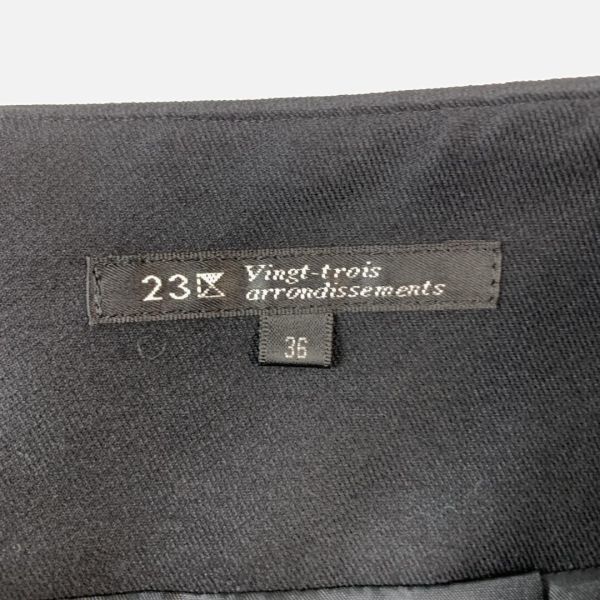 23区 Vingt-trois
arrondissements
36